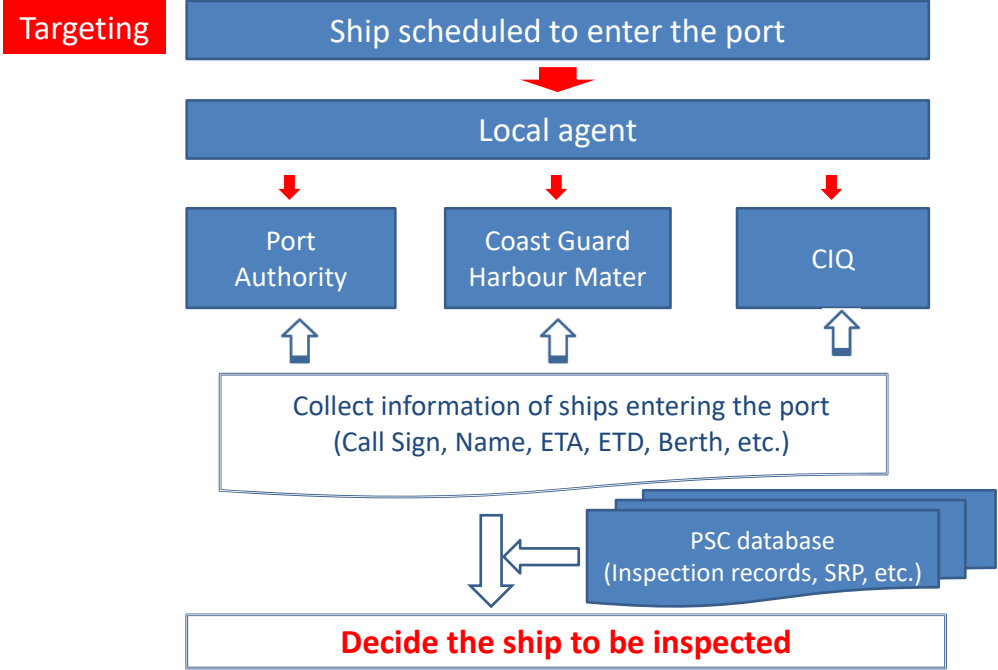 Targeting
Ship scheduled to enter the port
Local agent
Port
Authority
Coast Guard
Harbour Mater
CIQ
Collect information of ships entering the port
(Call Sign, Name, ETA, ETD, Berth, etc.)
PSC database
(Inspection records, SRP, etc.)
Decide the ship to be inspected